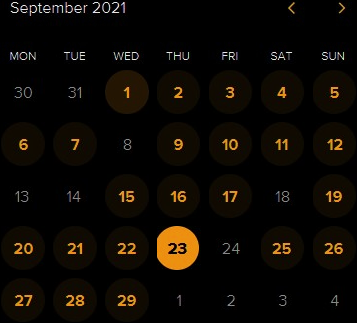 September 2021
MON TUE WED THU FRI SAT SUN
30 31 1 2 3 4 5
6 7 8 9 10 11 12
13 14 15 16 17 18 19
20 21 22 23 24 25 26
27 28 29 1 2 3 4